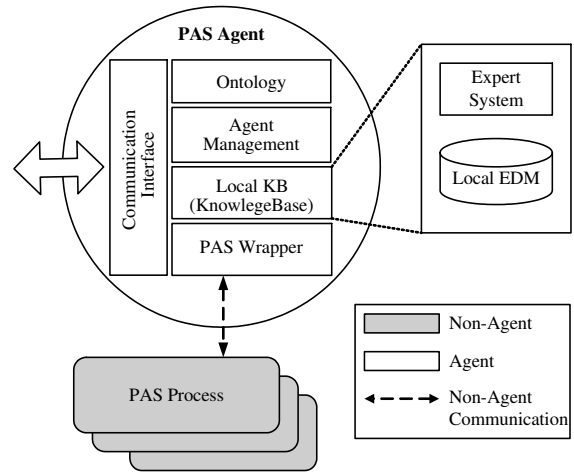 PAS Agent
Communication
Interface
Ontology
Agent
Management
Local KB
(KnowlegeBase)
PAS Wrapper
Expert
System
Local EDM
PAS Process
Non-Agent
Agent
Non-Agent
Communication